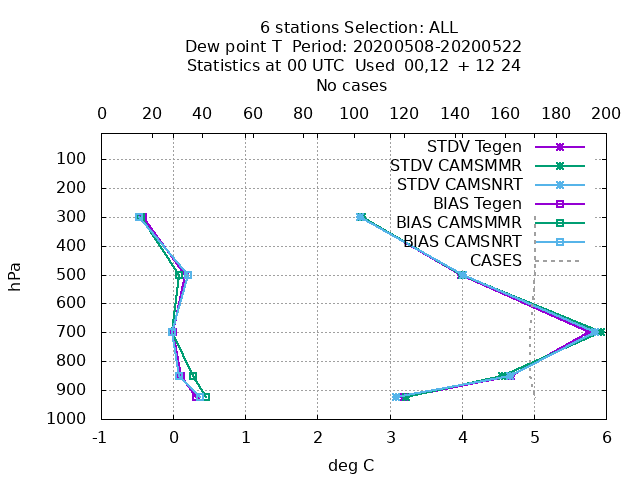 6 stations Selection: ALL
Dew point T  Period: 20200508-20200522
Statistics at 00 UTC  Used  00,12  + 12 24
No cases
0 20 40 60 80 100 120 140 160 180 200
STDV Tegen
STDV CAMSMMR
STDV CAMSNRT
BIAS Tegen
BIAS CAMSMMR
BIAS CAMSNRT
CASES
100
200
300
400
500
600
700
800
900
1000
hPa
-1 0 1 2 3 4 5 6
deg C